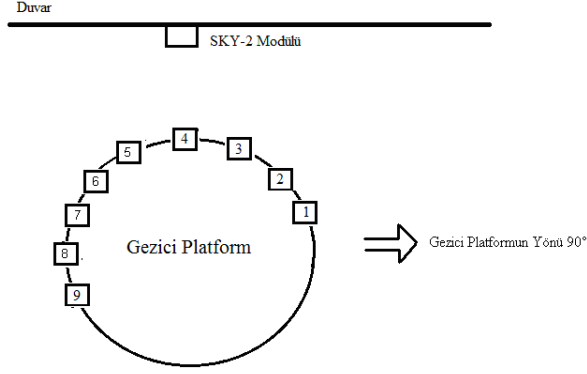 Duvar
SKY-2 Modülü
4
5
3
6
2
7
1
Gezici Platform
Gezici Platformun Yönü 90°
8
9